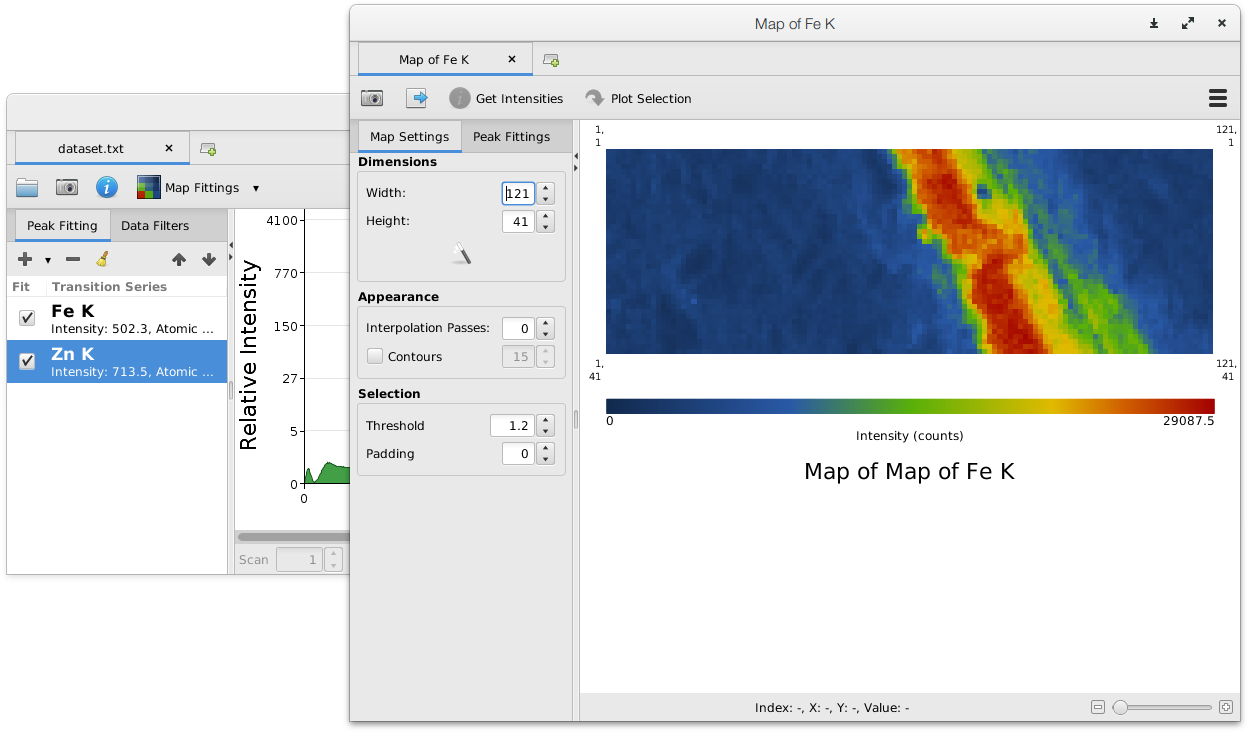 Map of Fe K
Map of Fe K
Get Intensities
Plot Selection
Map Settings
Peak Fittings
Dimensions
Width: 121
Height: 41
Appearance
Interpolation Passes: 0
Contours 15
Selection
Threshold 1.2
Padding 0
1,
1
121,
1
1,
41
121,
41
0
29087.5
Intensity (counts)
Map of Map of Fe K
Index: -, X: -, Y: -, Value: -
dataset.txt
Map Fittings
Peak Fitting
Data Filters
Fit Transition Series
Fe K
Intensity: 502.3, Atomic ...
Zn K
Intensity: 713.5, Atomic ...
Relative Intensity
4100
770
150
27
5
0
0
Scan 1